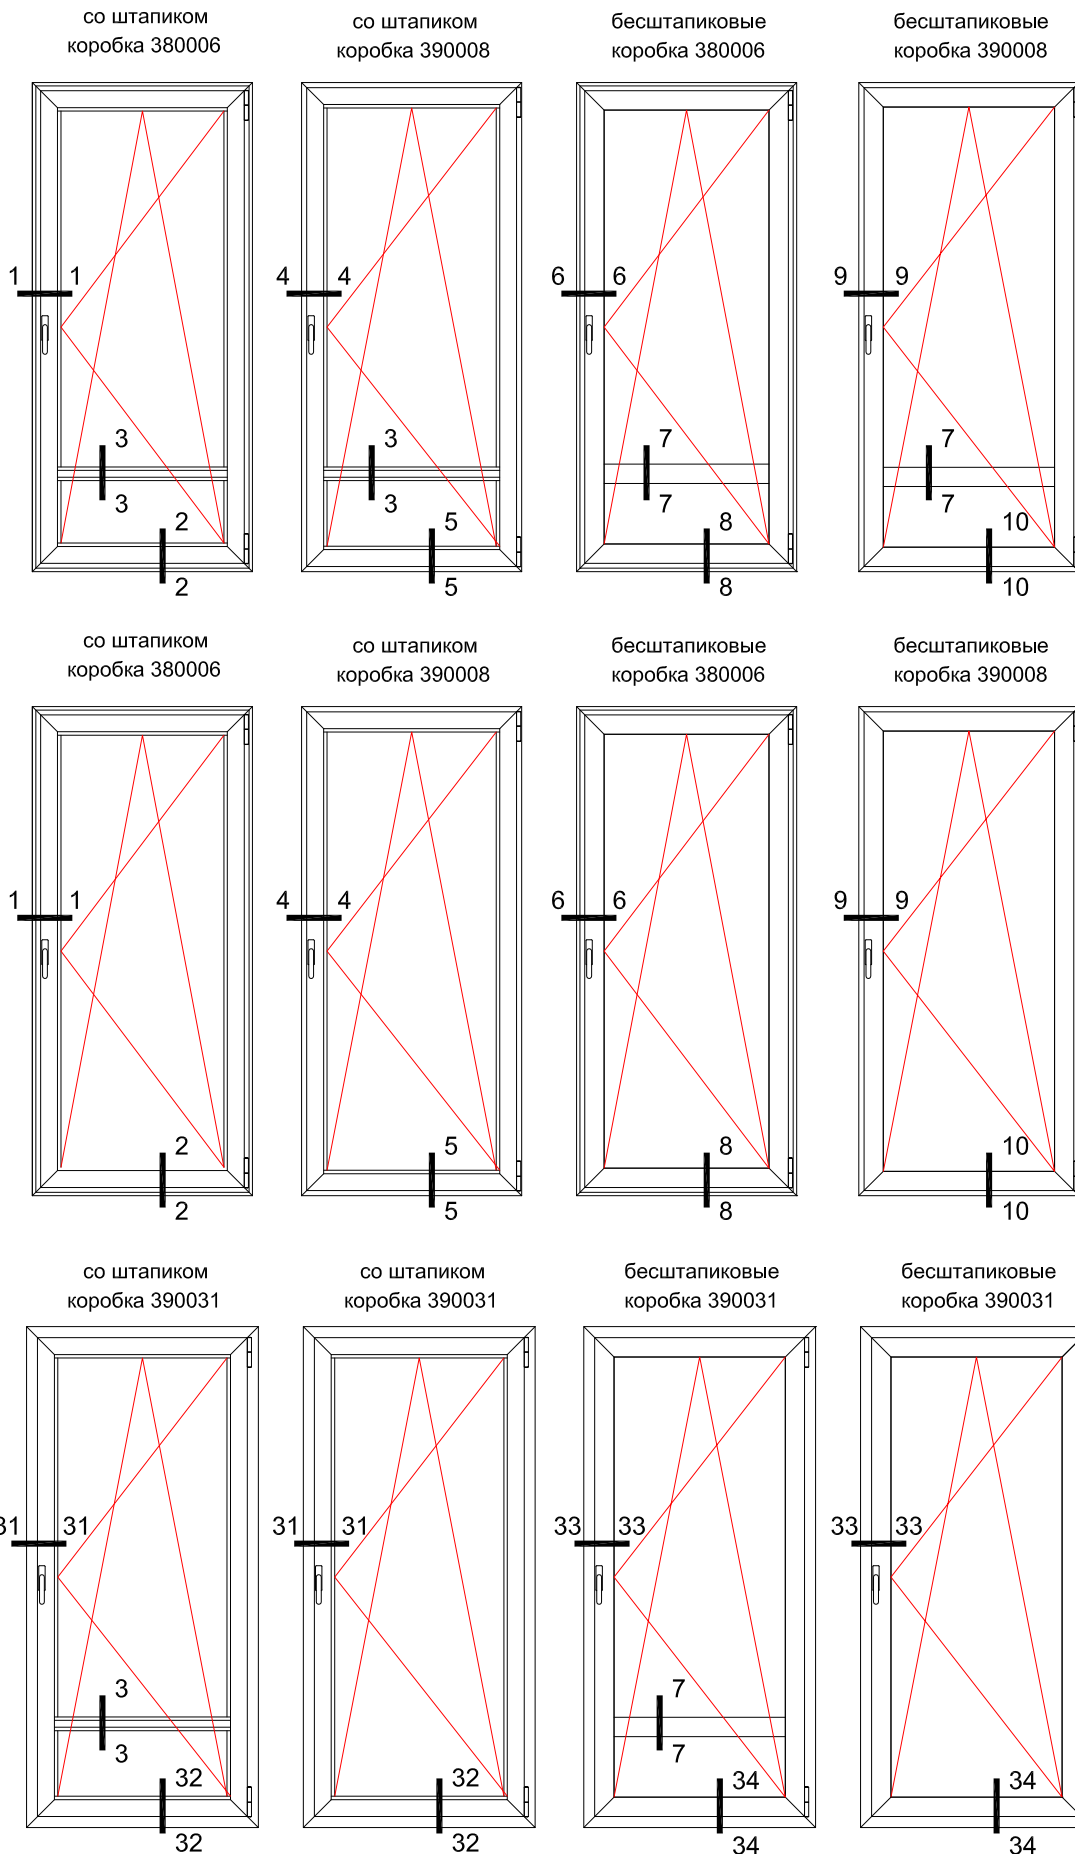 со штапиком
коробка 380006
со штапиком
коробка 390008
бесштапиковые
коробка 380006
бесштапиковые
коробка 390008
1 1
4 4
6 6
9 9
3
3
7
7
3
3
7
7
2
5
8
10
2
5
8
10
со штапиком
коробка 380006
со штапиком
коробка 390008
бесштапиковые
коробка 380006
бесштапиковые
коробка 390008
1 1
4 4
6 6
9 9
2
5
8
10
2
5
8
10
со штапиком
коробка 390031
со штапиком
коробка 390031
бесштапиковые
коробка 390031
бесштапиковые
коробка 390031
31 31
31 31
33 33
33 33
3
7
3
7
32
32
34
34
32
32
34
34